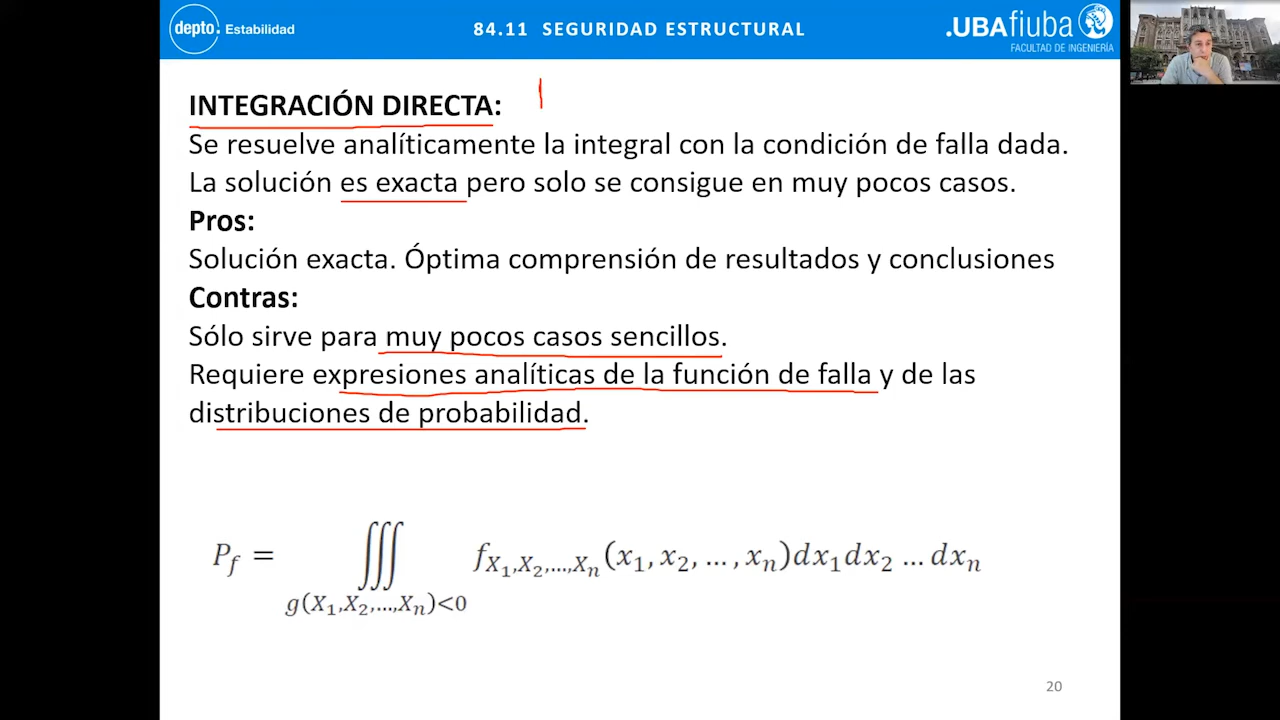 depto. Estabilidad
84.11 SEGURIDAD ESTRUCTURAL
.UBAfiuba
FACULTAD DE INGENIERÍA
INTEGRACIÓN DIRECTA:
Se resuelve analíticamente la integral con la condición de falla dada.
La solución es exacta pero solo se consigue en muy pocos casos.
Pros:
Solución exacta. Óptima comprensión de resultados y conclusiones
Contras:
Sólo sirve para muy pocos casos sencillos.
Requiere expresiones analíticas de la función de falla y de las
distribuciones de probabilidad.
P_f = ∭_{g(X_1,X_2,...,X_n)<0} f_{X_1,X_2,...,X_n}(x_1, x_2, ... , x_n)dx_1dx_2 ... dx_n
20